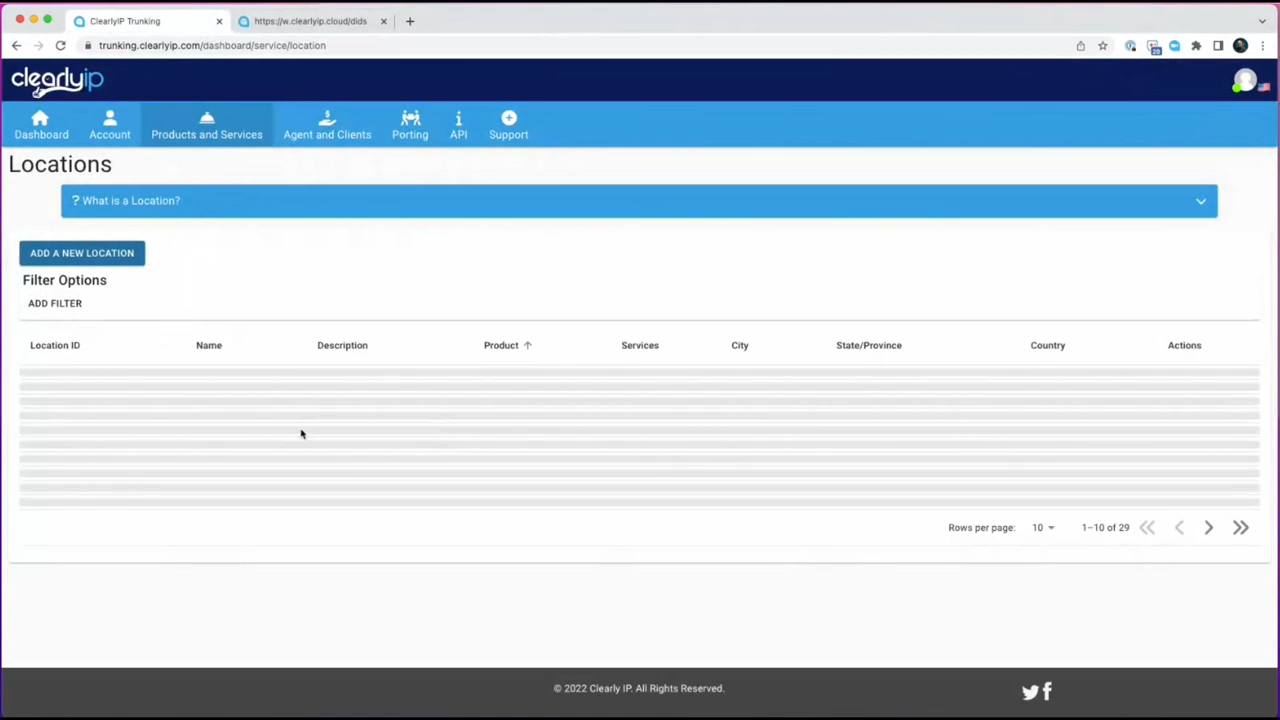 ClearlyIP Trunking
https://w.clearlyip.cloud/dids
trunking.clearlyip.com/dashboard/service/location
20
clearlyip
Dashboard
Account
Products and Services
Agent and Clients
Porting
API
Support
Locations
? What is a Location?
ADD A NEW LOCATION
Filter Options
ADD FILTER
Location ID Name Description Product Services City State/Province Country Actions
Rows per page: 10 1–10 of 29
© 2022 Clearly IP. All Rights Reserved.